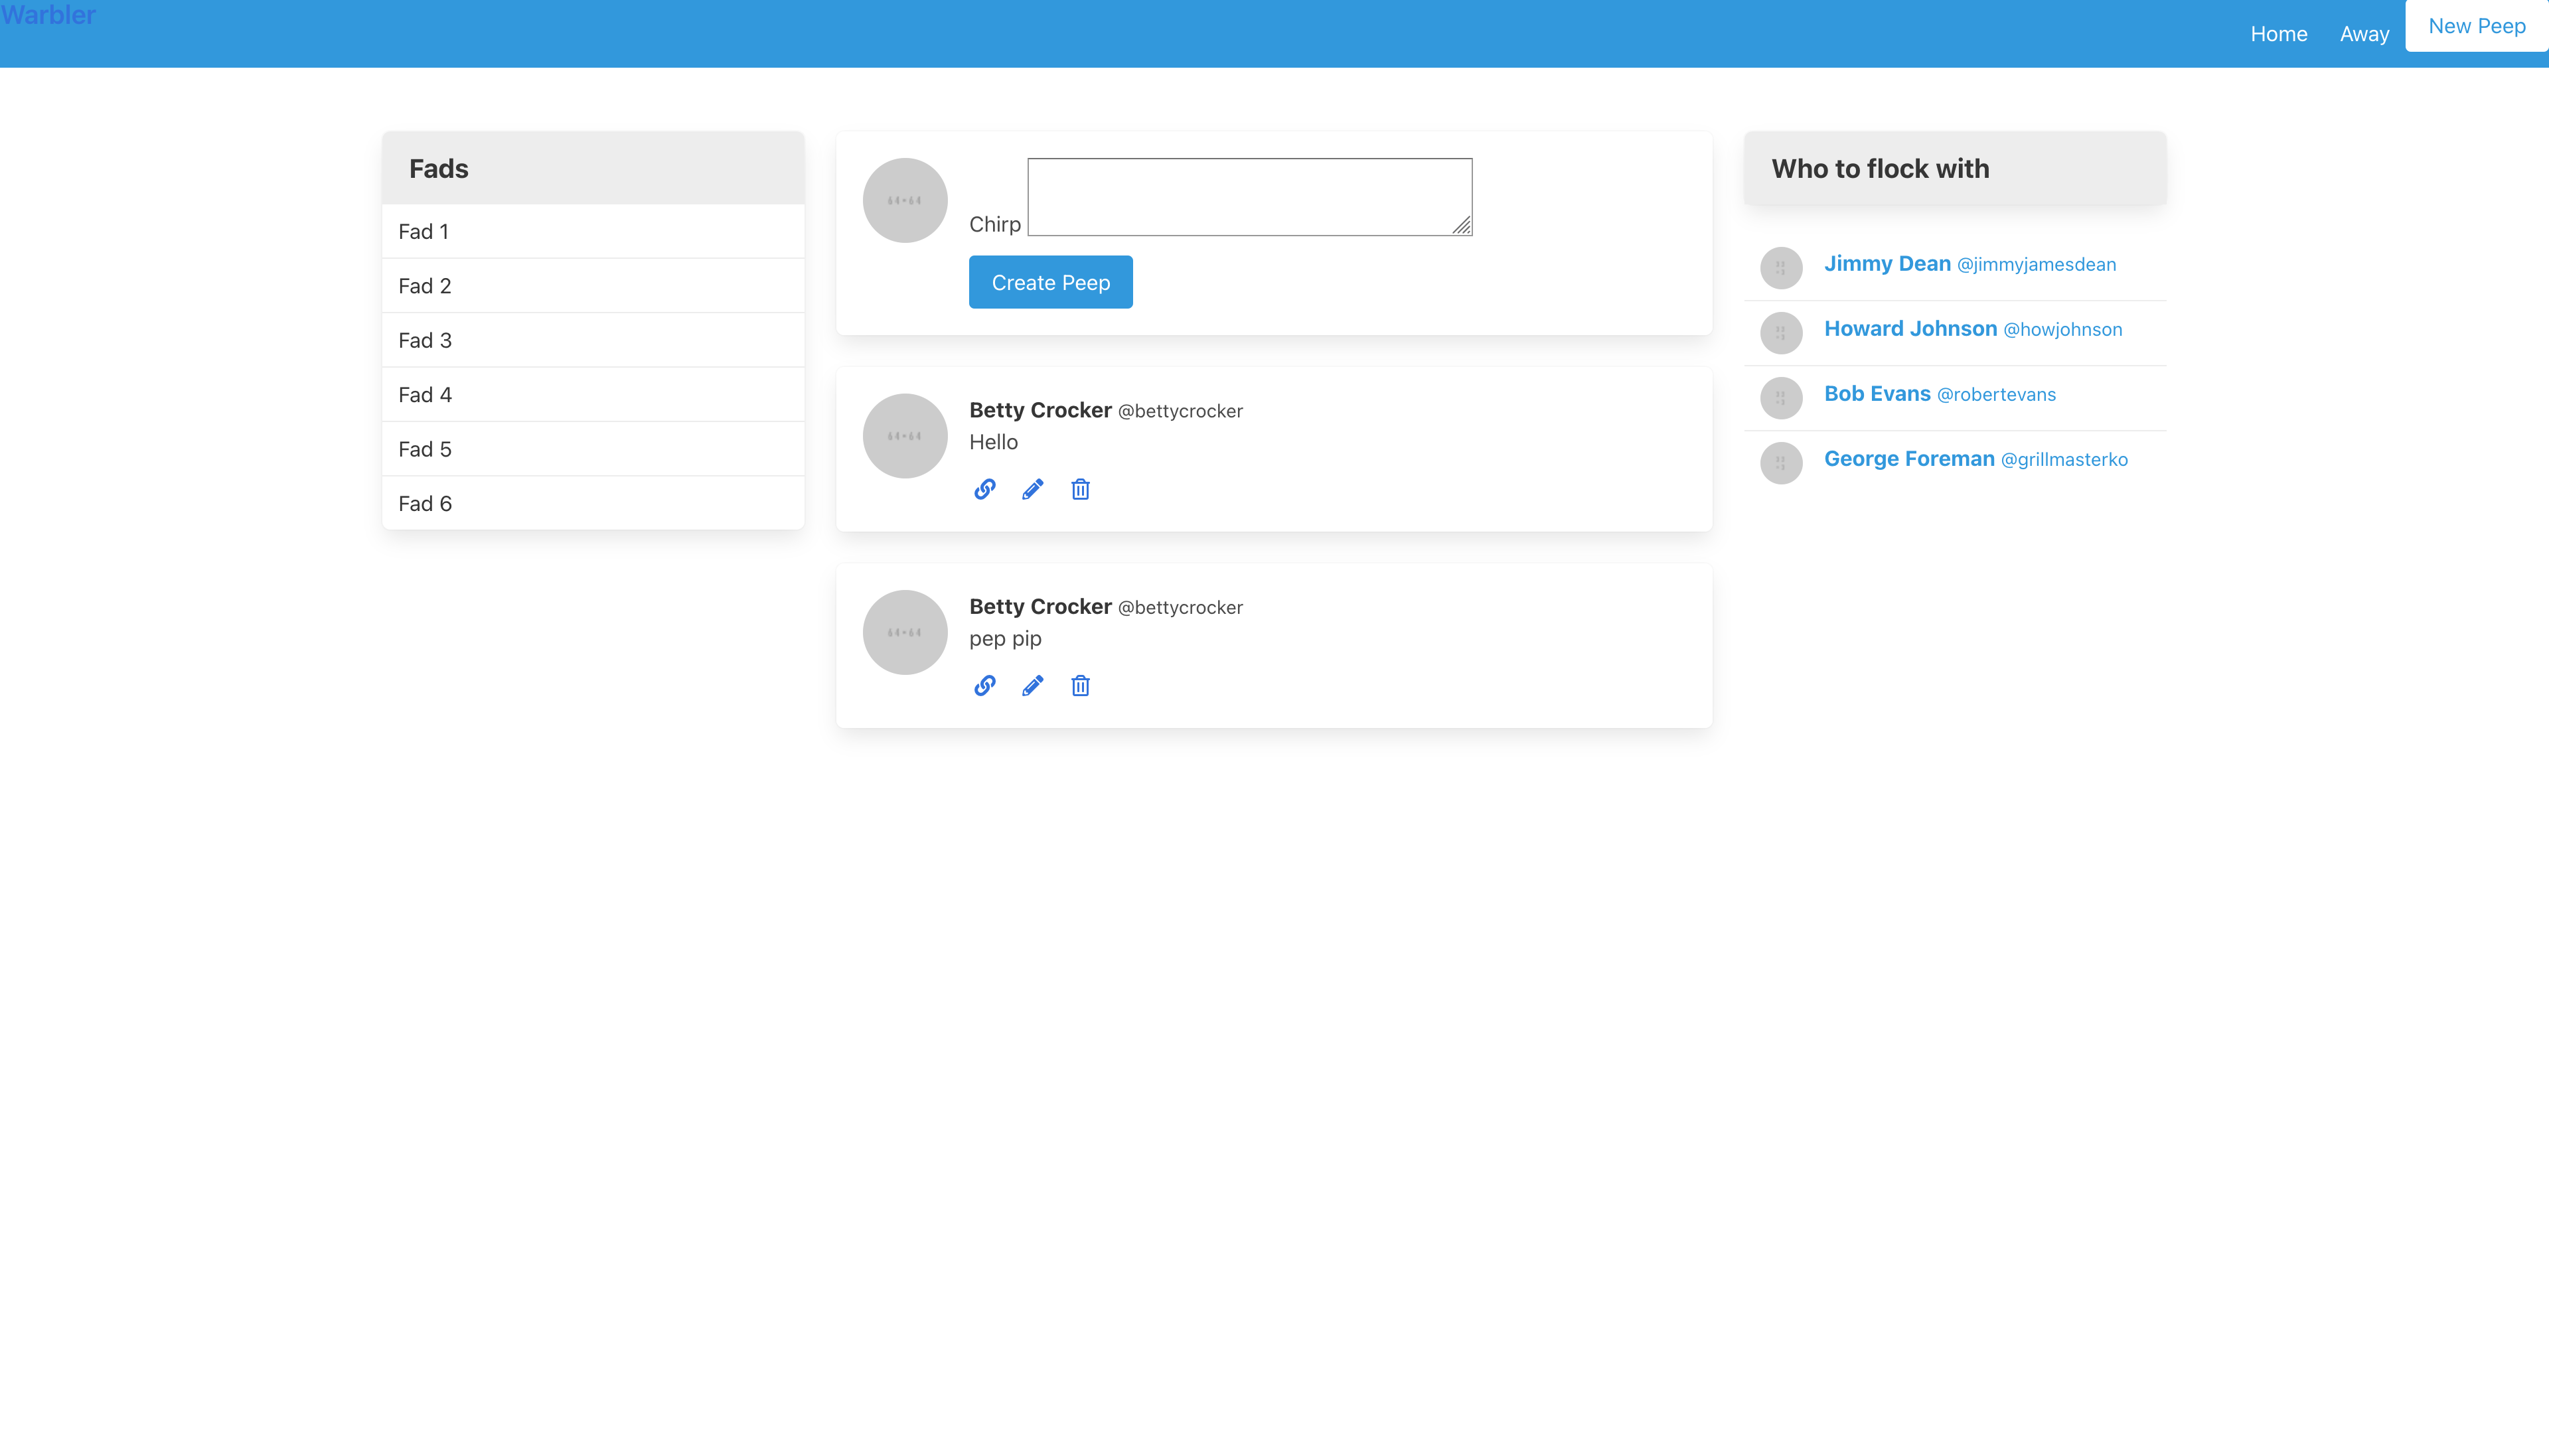 Warbler
Home Away New Peep
Fads
Fad 1
Fad 2
Fad 3
Fad 4
Fad 5
Fad 6
Chirp
Create Peep
Betty Crocker @bettycrocker
Hello
Betty Crocker @bettycrocker
pep pip
Who to flock with
Jimmy Dean @jimmyjamesdean
Howard Johnson @howjohnson
Bob Evans @robertevans
George Foreman @grillmasterko